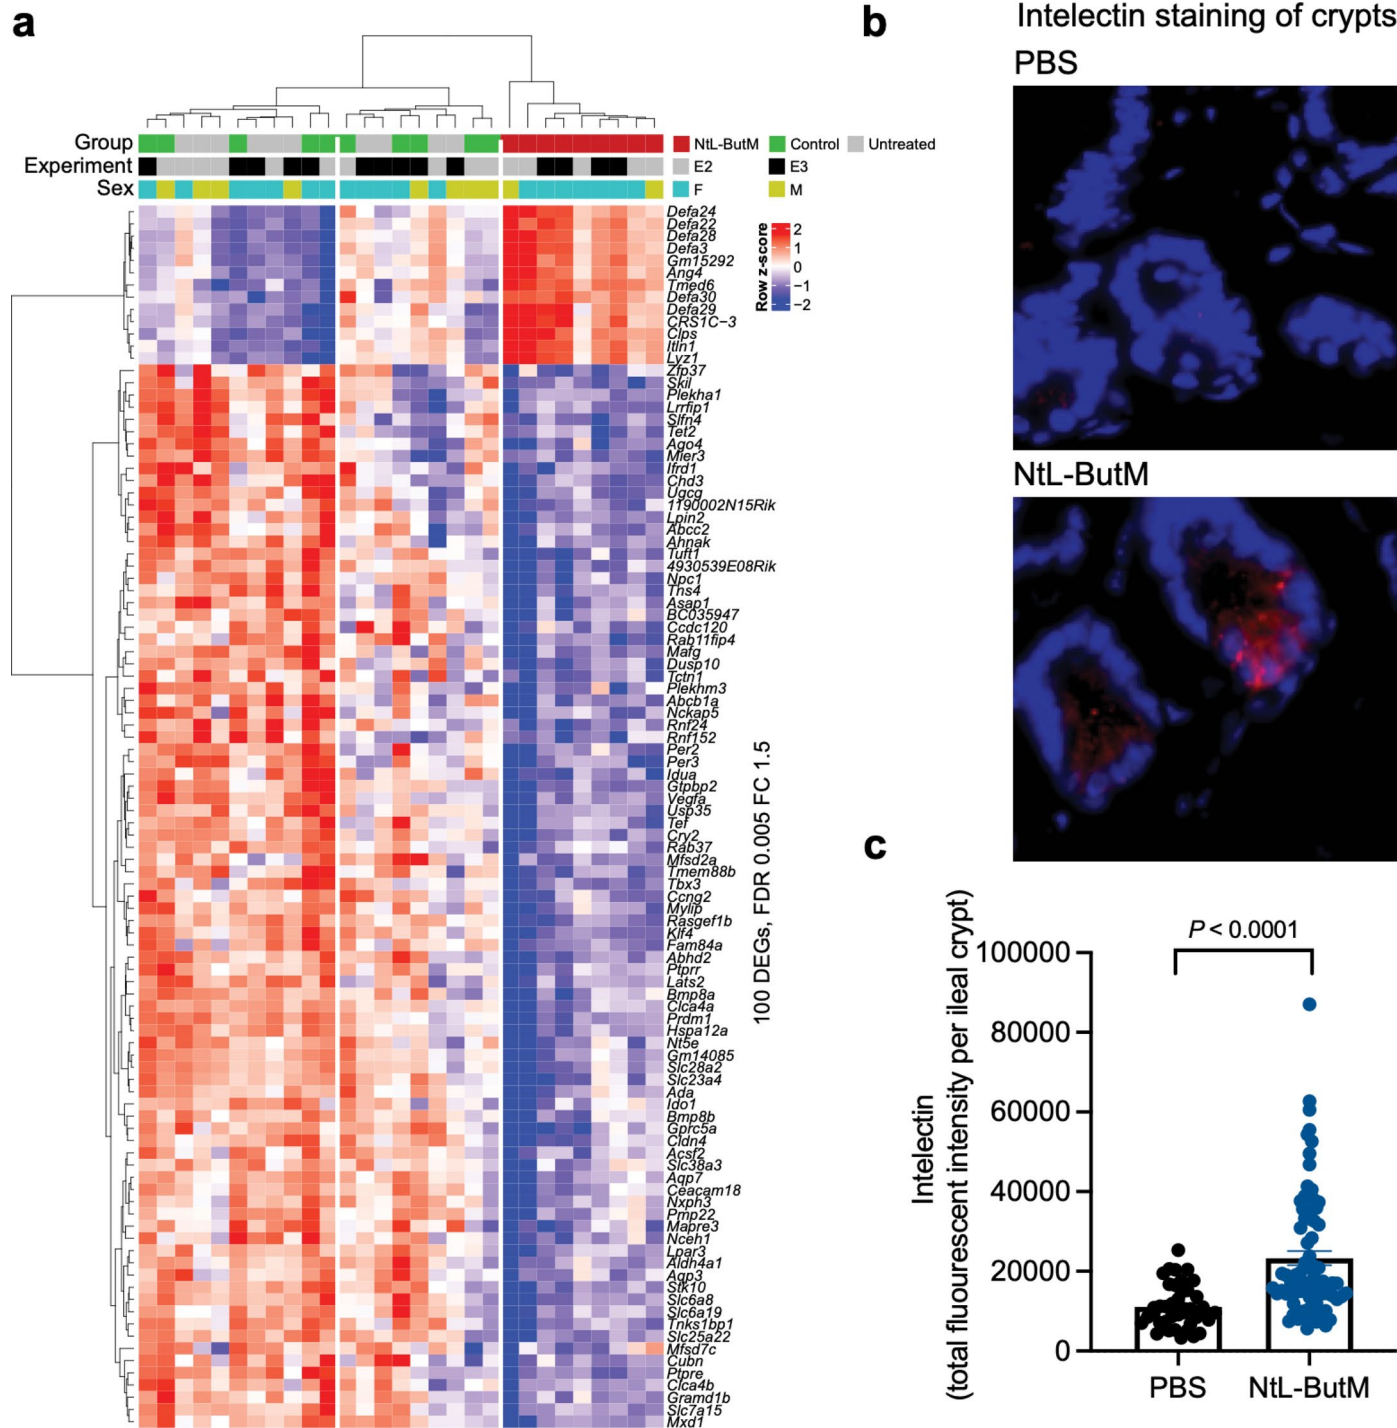 a
Group
Experiment
Sex
NtL-ButM
Control
Untreated
E2
E3
F
M
Row z-score
2
1
0
−1
−2
Defa24
Defa22
Defa28
Defa3
Gm15292
Ang4
Tmed6
Defa30
Defa29
CRS1C−3
Clps
Itln1
Lyz1
Zfp37
Skil
Plekha1
Lrrfip1
Slfn4
Tet2
Ago4
Mier3
Ifrd1
Chd3
Ugcg
1190002N15Rik
Lpin2
Abcc2
Ahnak
Tuft1
4930539E08Rik
Npc1
Ths4
Asap1
BC035947
Ccdc120
Rab11fip4
Mafg
Dusp10
Tctn1
Plekhm3
Abcb1a
Nckap5
Rnf24
Rnf152
Per2
Per3
Idua
Gtpbp2
Vegfa
Usp35
Tef
Cry2
Rab37
Mfsd2a
Tmem88b
Tbx3
Ccng2
Mylip
Rasgef1b
Klf4
Fam84a
Abhd2
Ptprr
Lats2
Bmp8a
Clca4a
Prdm1
Hspa12a
Nt5e
Gm14085
Slc28a2
Slc23a4
Ada
Ido1
Bmp8b
Gprc5a
Cldn4
Acsf2
Slc38a3
Aqp7
Ceacam18
Nxph3
Pmp22
Mapre3
Nceh1
Lpar3
Aldh4a1
Aqp3
Stk10
Slc6a8
Slc6a19
Tnks1bp1
Slc25a22
Mfsd7c
Cubn
Ptpre
Clca4b
Gramd1b
Slc7a15
Mxd1
100 DEGs, FDR 0.005 FC 1.5
b
Intelectin staining of crypts
PBS
NtL-ButM
c
Intelectin
(total fluorescent intensity per ileal crypt)
P < 0.0001
100000
80000
60000
40000
20000
0
PBS
NtL-ButM